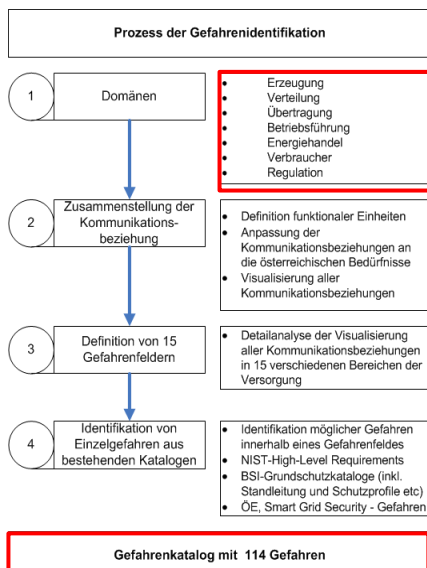 Prozess der Gefahrenidentifikation
1
Domänen
• Erzeugung
• Verteilung
• Übertragung
• Betriebsführung
• Energiehandel
• Verbraucher
• Regulation
2
Zusammenstellung der
Kommunikations-
beziehung
• Definition funktionaler Einheiten
• Anpassung der
Kommunikationsbeziehungen an
die österreichischen Bedürfnisse
• Visualisierung aller
Kommunikationsbeziehungen
3
Definition von 15
Gefahrenfeldern
• Detailanalyse der Visualisierung
aller Kommunikationsbeziehungen
in 15 verschiedenen Bereichen der
Versorgung
4
Identifikation von
Einzelgefahren aus
bestehenden Katalogen
• Identifikation möglicher Gefahren
innerhalb eines Gefahrenfeldes
• NIST-High-Level Requirements
• BSI-Grundschutzkataloge (inkl.
Standleitung und Schutzprofile etc)
• ÖE, Smart Grid Security - Gefahren
Gefahrenkatalog mit 114 Gefahren